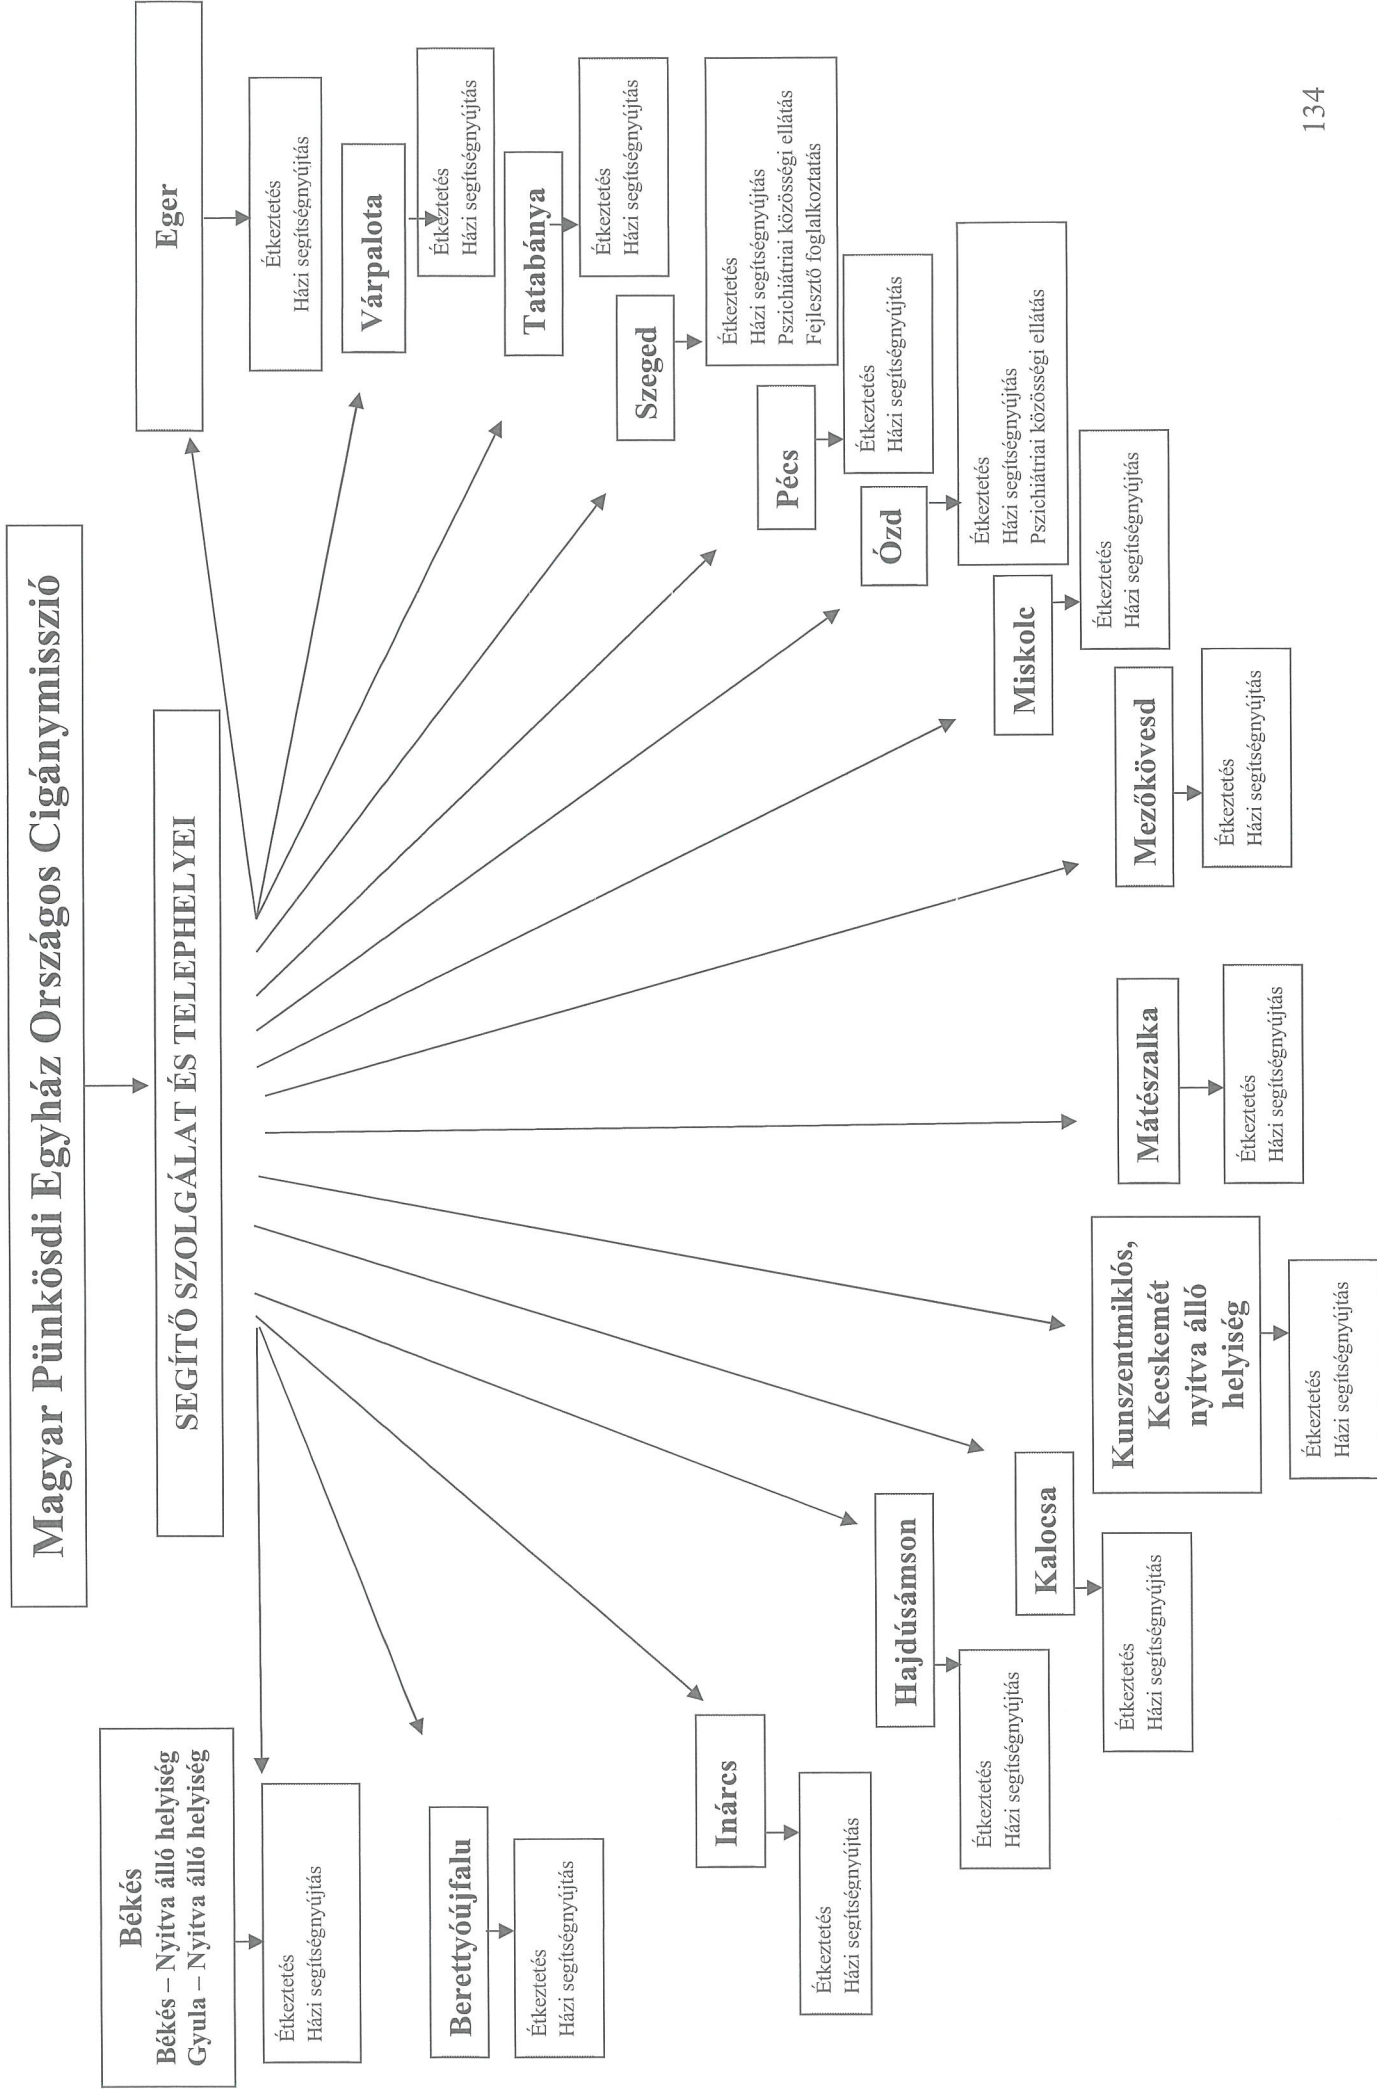 Magyar Pünkösdi Egyház Országos Cigánymisszió
SEGÍTŐ SZOLGÁLAT ÉS TELEPHELYEI
Békés
Békés – Nyitva álló helyiség
Gyula – Nyitva álló helyiség
Étkeztetés
Házi segítségnyújtás
Berettyóújfalu
Étkeztetés
Házi segítségnyújtás
Inárcs
Étkeztetés
Házi segítségnyújtás
Hajdúsámson
Étkeztetés
Házi segítségnyújtás
Kalocsa
Étkeztetés
Házi segítségnyújtás
Kunszentmiklós,
Kecskemét
nyitva álló
helyiség
Étkeztetés
Házi segítségnyújtás
Mátészalka
Étkeztetés
Házi segítségnyújtás
Mezőkövesd
Étkeztetés
Házi segítségnyújtás
Miskolc
Étkeztetés
Házi segítségnyújtás
Ózd
Étkeztetés
Házi segítségnyújtás
Pszichiátriai közösségi ellátás
Pécs
Étkeztetés
Házi segítségnyújtás
Szeged
Étkeztetés
Házi segítségnyújtás
Pszichiátriai közösségi ellátás
Fejlesztő foglalkoztatás
Tatabánya
Étkeztetés
Házi segítségnyújtás
Várpalota
Étkeztetés
Házi segítségnyújtás
Eger
Étkeztetés
Házi segítségnyújtás
134